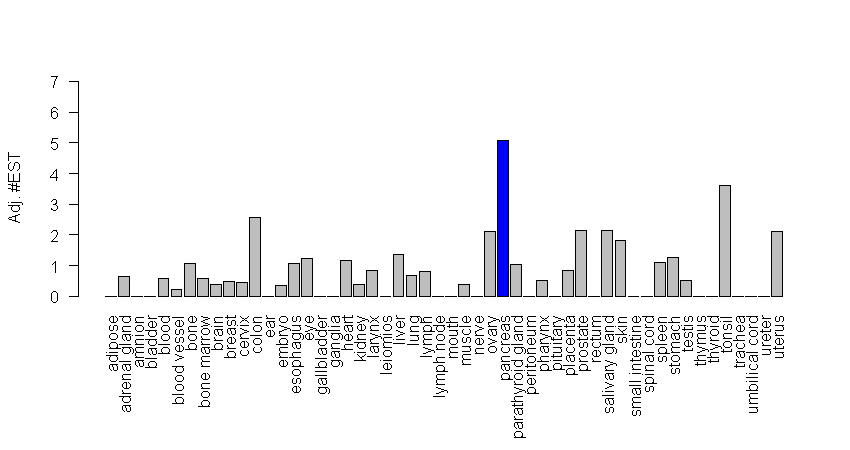 7
6
5
4
3
2
1
0
Adj. #EST
adipose
adrenal gland
amnion
bladder
blood
blood vessel
bone
bone marrow
brain
breast
cervix
colon
ear
embryo
esophagus
eye
gallbladder
ganglia
heart
kidney
larynx
leiomios
liver
lung
lymph
lymph node
mouth
muscle
nerve
ovary
pancreas
parathyroid gland
peritoneum
pharynx
pituitary
placenta
prostate
rectum
salivary gland
skin
small intestine
spinal cord
spleen
stomach
testis
thymus
thyroid
tonsil
trachea
umbilical cord
ureter
uterus